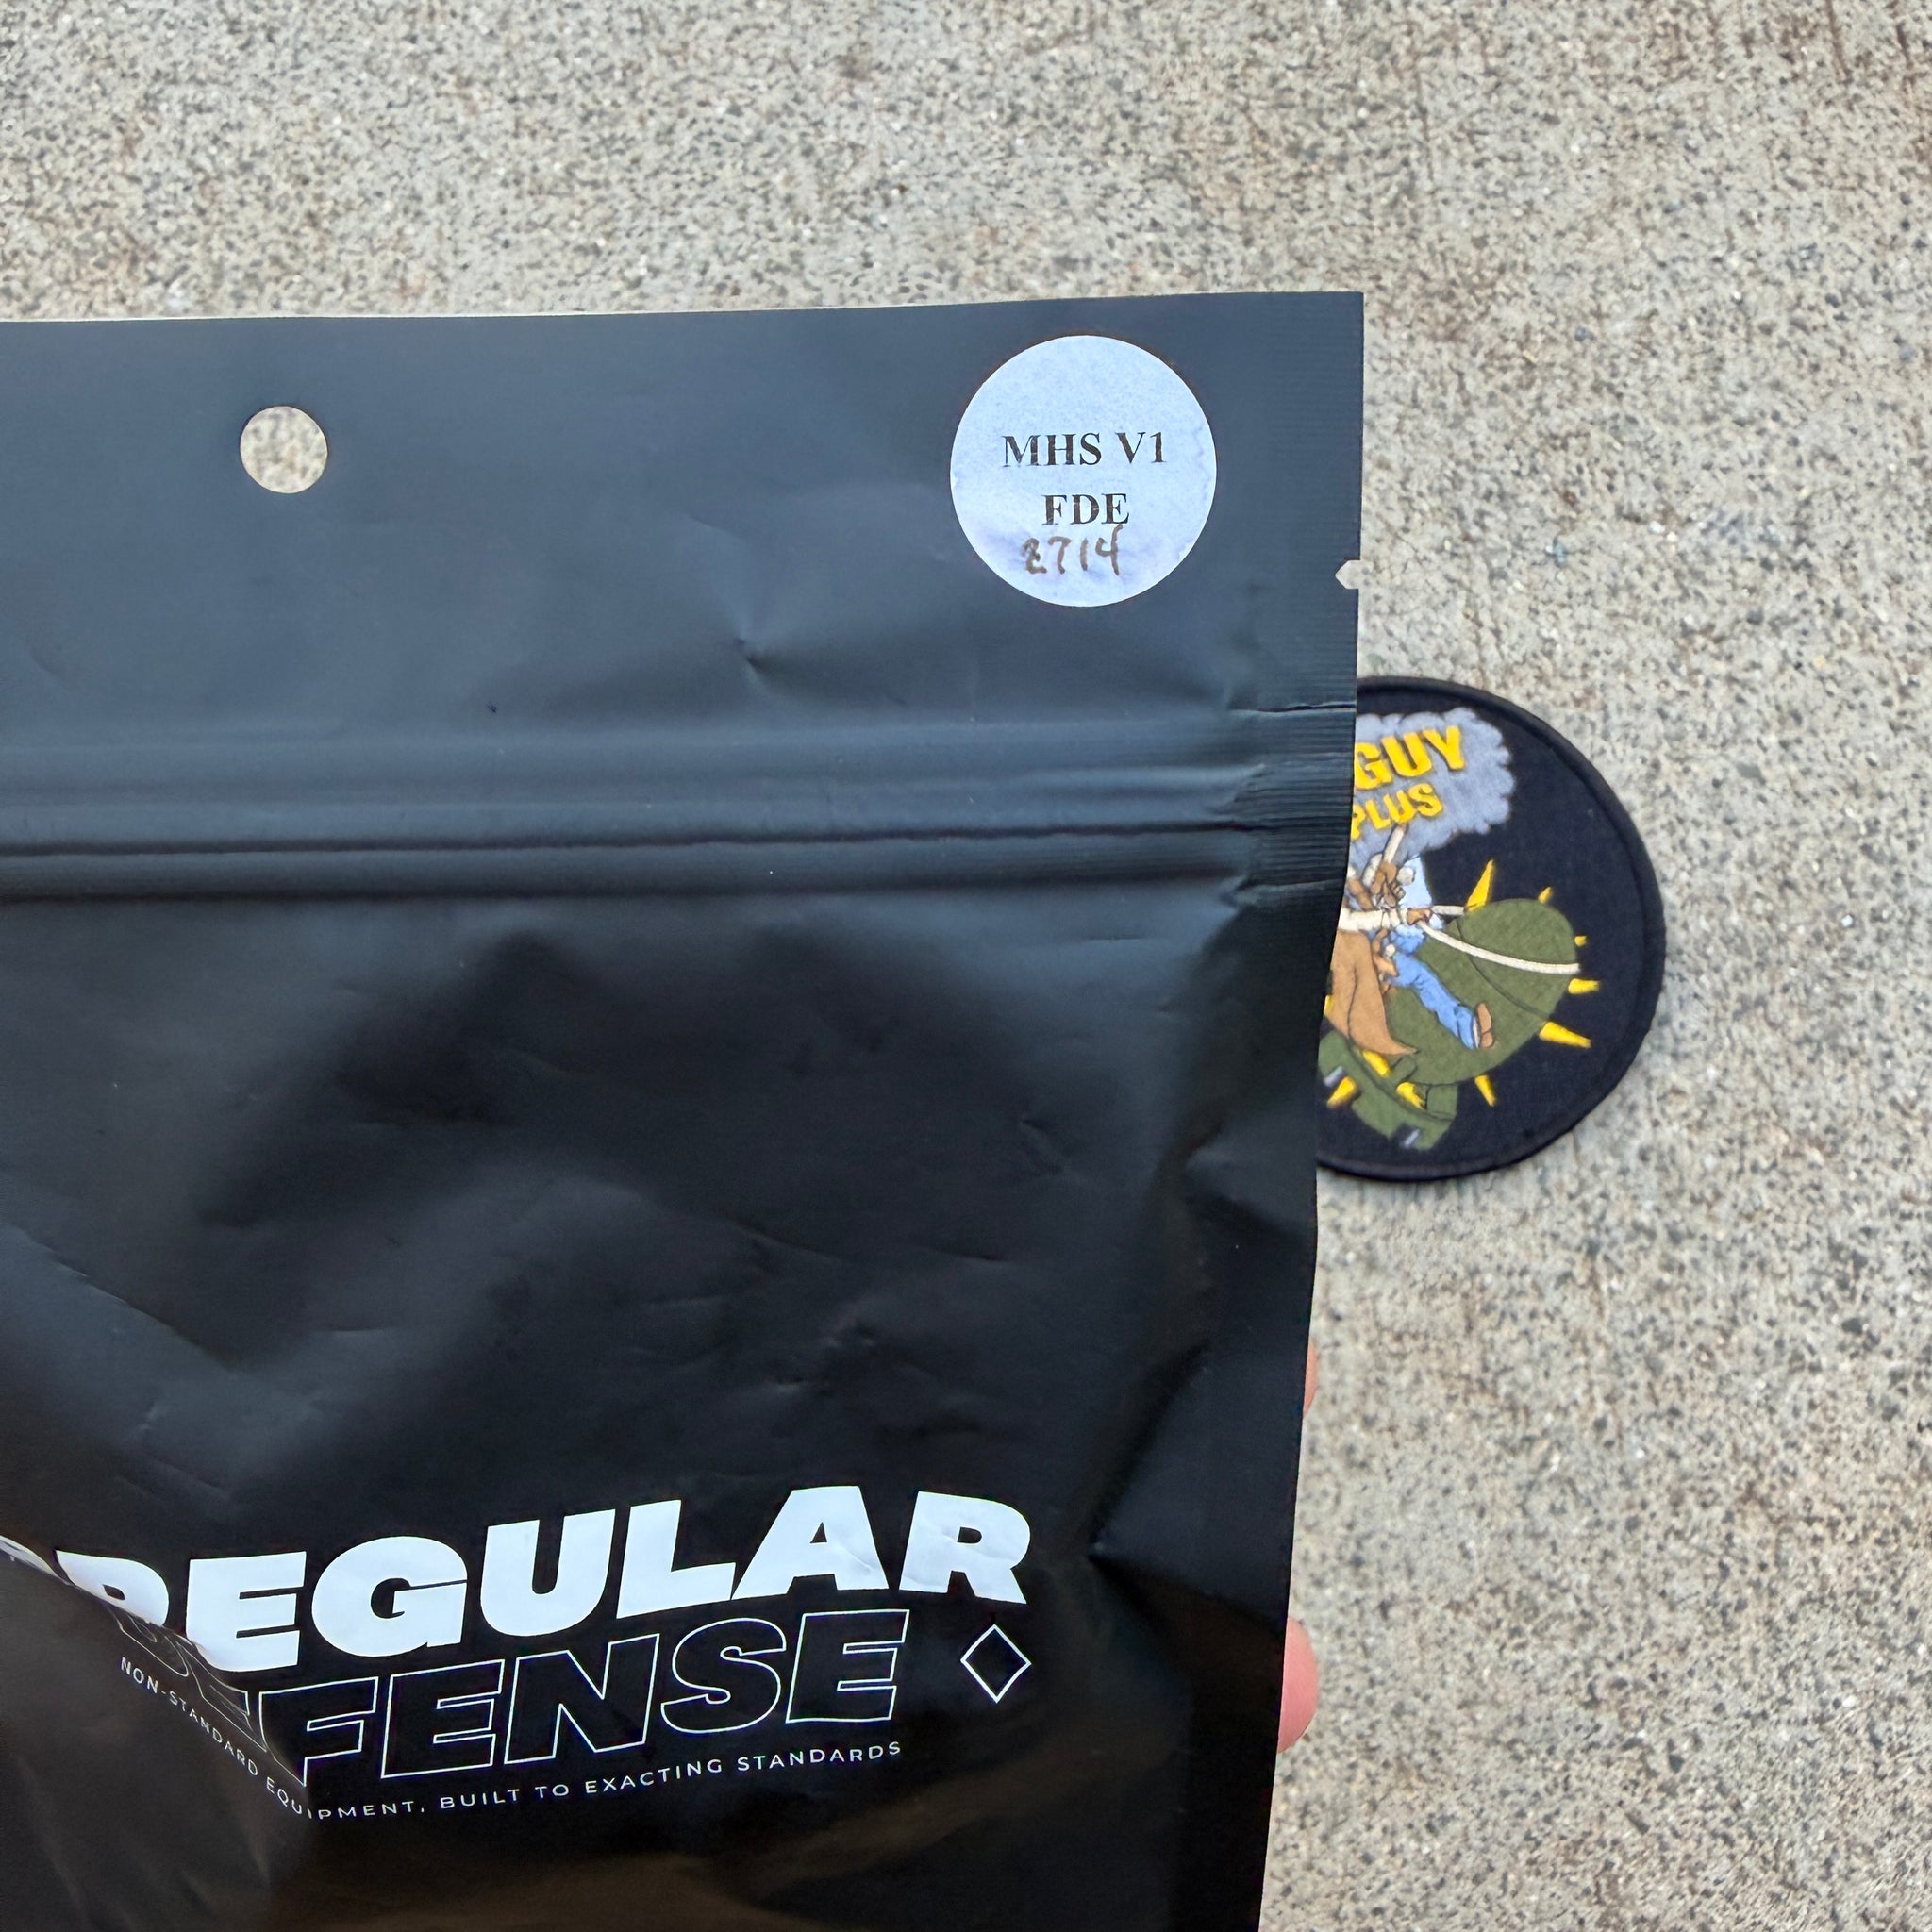 MHS V1
FDE
2714
GUY
PLUS
REGULAR
FENSE
NON-STANDARD EQUIPMENT, BUILT TO EXACTING STANDARDS